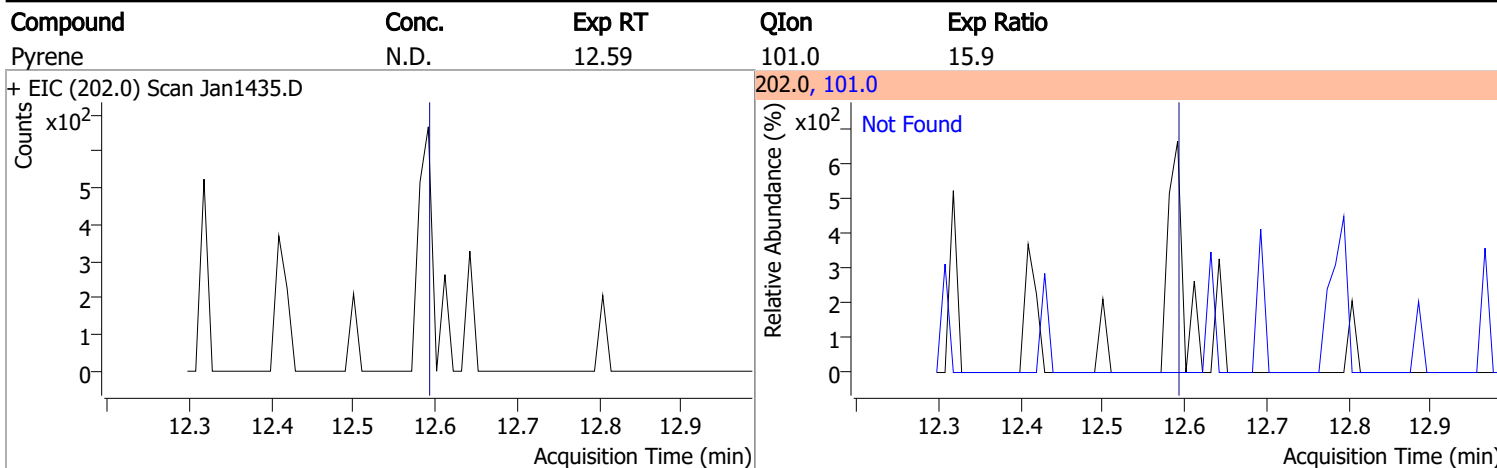 Compound Conc. Exp RT QIon Exp Ratio
Pyrene N.D. 12.59 101.0 15.9
+ EIC (202.0) Scan Jan1435.D
Counts
x10²
5
4
3
2
1
0
12.3 12.4 12.5 12.6 12.7 12.8 12.9
Acquisition Time (min)
202.0, 101.0
Relative Abundance (%)
x10²
Not Found
6
5
4
3
2
1
0
12.3 12.4 12.5 12.6 12.7 12.8 12.9
Acquisition Time (min)